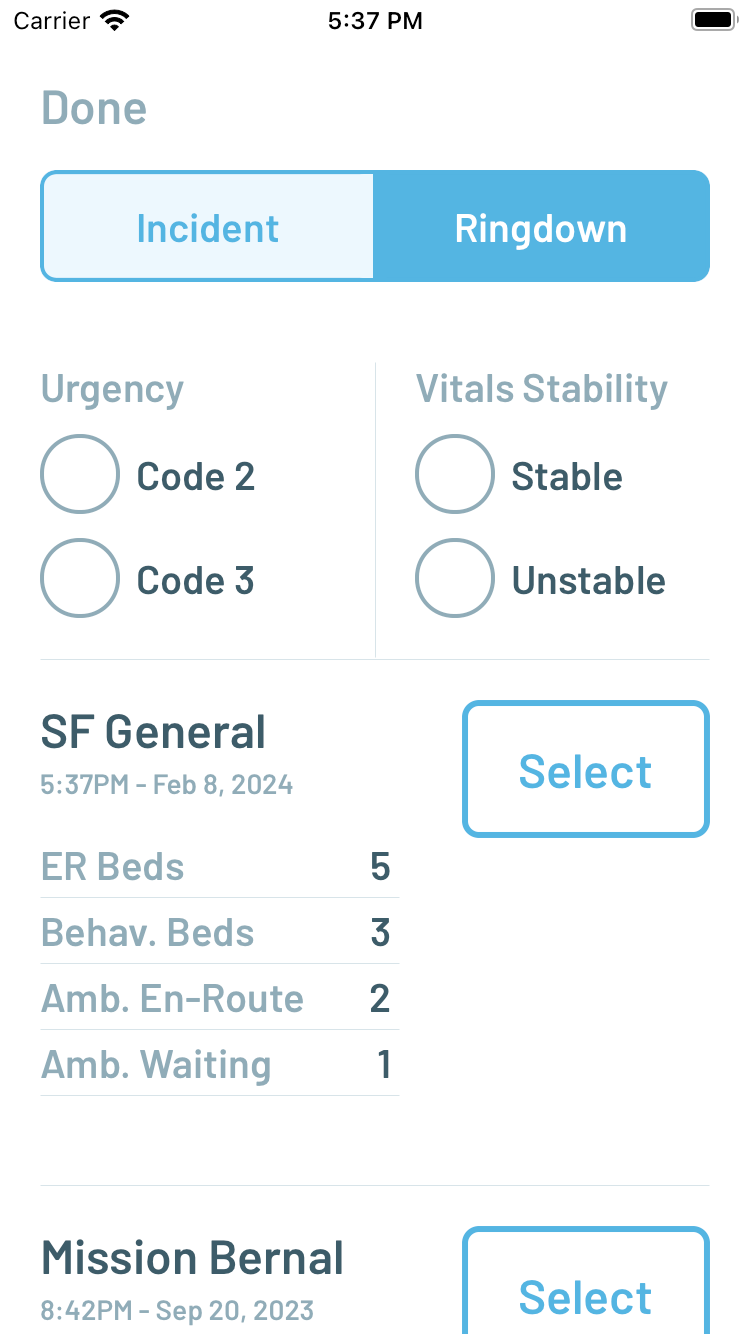 Carrier 5:37 PM
Done
Incident Ringdown
Urgency Vitals Stability
Code 2 Stable
Code 3 Unstable
SF General Select
5:37PM - Feb 8, 2024
ER Beds 5
Behav. Beds 3
Amb. En-Route 2
Amb. Waiting 1
Mission Bernal Select
8:42PM - Sep 20, 2023